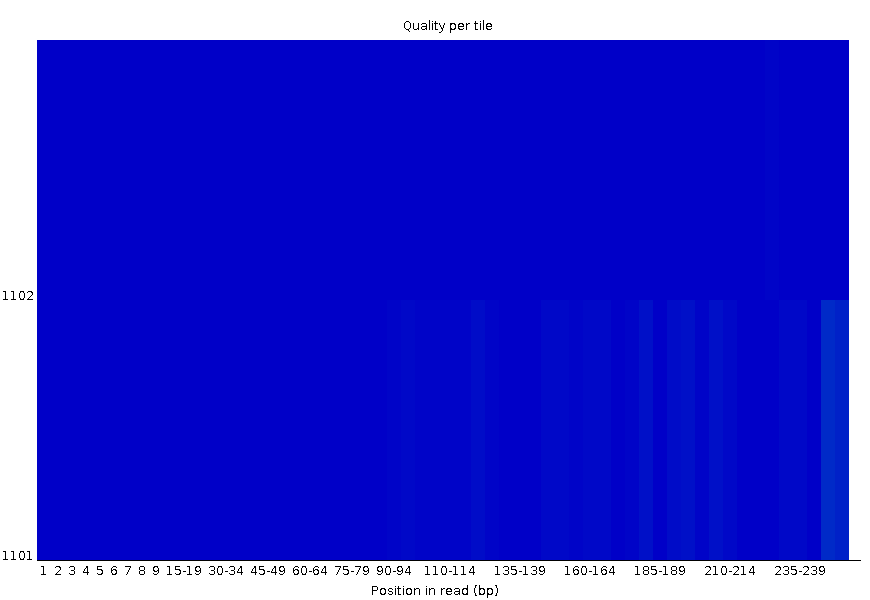 Quality per tile
1102
1101
1 2 3 4 5 6 7 8 9 15-19 30-34 45-49 60-64 75-79 90-94 110-114 135-139 160-164 185-189 210-214 235-239
Position in read (bp)